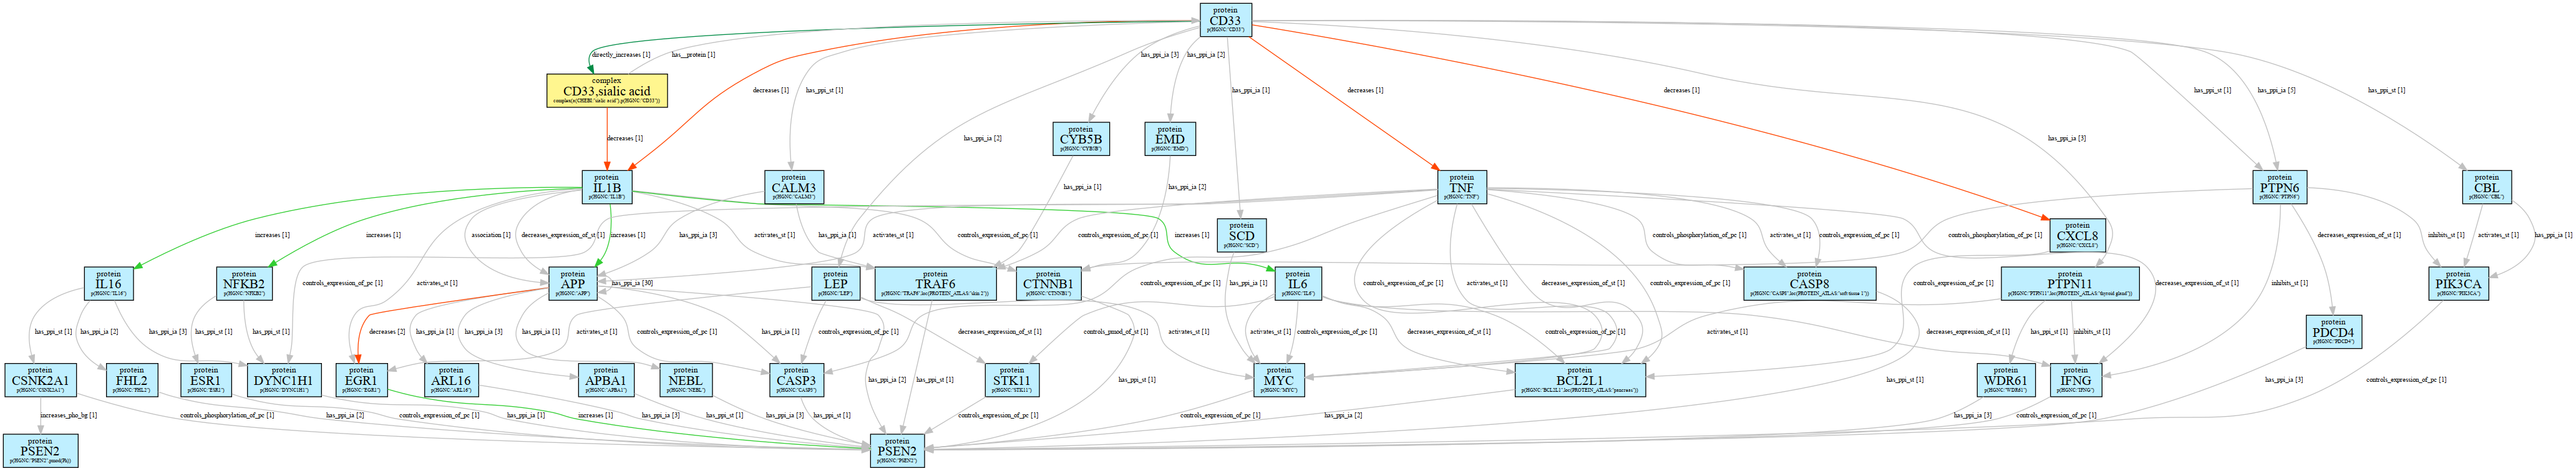 protein
CD33
p(HGNC:"CD33")
directly_increases [1]
has__protein [1]
has_ppi_ia [3]
has_ppi_ia [2]
complex
CD33,sialic acid
complex(a(CHEBI:"sialic acid"),p(HGNC:"CD33"))
decreases [1]
has_ppi_st [1]
has_ppi_ia [1]
decreases [1]
decreases [1]
has_ppi_st [1]
has_ppi_ia [5]
has_ppi_st [1]
decreases [1]
has_ppi_ia [2]
has_ppi_ia [3]
protein
CYB5B
p(HGNC:"CYB5B")
protein
EMD
p(HGNC:"EMD")
protein
IL1B
p(HGNC:"IL1B")
protein
CALM3
p(HGNC:"CALM3")
has_ppi_ia [1]
has_ppi_ia [2]
protein
TNF
p(HGNC:"TNF")
protein
PTPN6
p(HGNC:"PTPN6")
protein
CBL
p(HGNC:"CBL")
protein
SCD
p(HGNC:"SCD")
protein
CXCL8
p(HGNC:"CXCL8")
increases [1]
increases [1]
association [1]
decreases_expression_of_st [1]
increases [1]
has_ppi_ia [3]
activates_st [1]
has_ppi_ia [1]
activates_st [1]
controls_expression_of_pc [1]
controls_expression_of_pc [1]
increases [1]
controls_phosphorylation_of_pc [1]
activates_st [1]
controls_expression_of_pc [1]
controls_phosphorylation_of_pc [1]
decreases_expression_of_st [1]
inhibits_st [1]
activates_st [1]
has_ppi_ia [1]
protein
IL16
p(HGNC:"IL16")
protein
NFKB2
p(HGNC:"NFKB2")
controls_expression_of_pc [1]
activates_st [1]
protein
APP
p(HGNC:"APP")
has_ppi_ia [30]
protein
LEP
p(HGNC:"LEP")
protein
TRAF6
p(HGNC:"TRAF6",loc(PROTEIN_ATLAS:"skin 2"))
protein
CTNNB1
p(HGNC:"CTNNB1")
has_ppi_ia [1]
protein
IL6
p(HGNC:"IL6")
controls_expression_of_pc [1]
activates_st [1]
decreases_expression_of_st [1]
controls_expression_of_pc [1]
protein
CASP8
p(HGNC:"CASP8",loc(PROTEIN_ATLAS:"soft tissue 1"))
protein
PTPN11
p(HGNC:"PTPN11",loc(PROTEIN_ATLAS:"thyroid gland"))
decreases_expression_of_st [1]
inhibits_st [1]
protein
PIK3CA
p(HGNC:"PIK3CA")
protein
PDCD4
p(HGNC:"PDCD4")
has_ppi_st [1]
has_ppi_ia [2]
has_ppi_ia [3]
has_ppi_st [1]
has_ppi_st [1]
decreases [2]
has_ppi_ia [1]
has_ppi_ia [3]
has_ppi_ia [1]
activates_st [1]
controls_expression_of_pc [1]
has_ppi_ia [1]
controls_expression_of_pc [1]
decreases_expression_of_st [1]
controls_pmod_of_st [1]
activates_st [1]
activates_st [1]
controls_expression_of_pc [1]
decreases_expression_of_st [1]
controls_expression_of_pc [1]
activates_st [1]
decreases_expression_of_st [1]
has_ppi_st [1]
inhibits_st [1]
protein
CSNK2A1
p(HGNC:"CSNK2A1")
protein
FHL2
p(HGNC:"FHL2")
protein
ESR1
p(HGNC:"ESR1")
protein
DYNC1H1
p(HGNC:"DYNC1H1")
protein
EGR1
p(HGNC:"EGR1")
protein
ARL16
p(HGNC:"ARL16")
protein
APBA1
p(HGNC:"APBA1")
protein
NEBL
p(HGNC:"NEBL")
protein
CASP3
p(HGNC:"CASP3")
has_ppi_ia [2]
has_ppi_st [1]
protein
STK11
p(HGNC:"STK11")
has_ppi_st [1]
protein
MYC
p(HGNC:"MYC")
protein
BCL2L1
p(HGNC:"BCL2L1",loc(PROTEIN_ATLAS:"pancreas"))
has_ppi_st [1]
protein
WDR61
p(HGNC:"WDR61")
protein
IFNG
p(HGNC:"IFNG")
has_ppi_ia [3]
controls_expression_of_pc [1]
increases_pho_bg [1]
controls_phosphorylation_of_pc [1]
has_ppi_ia [2]
controls_expression_of_pc [1]
has_ppi_ia [1]
increases [1]
has_ppi_ia [3]
has_ppi_st [1]
has_ppi_ia [3]
has_ppi_st [1]
controls_expression_of_pc [1]
controls_expression_of_pc [1]
has_ppi_ia [2]
has_ppi_ia [3]
controls_expression_of_pc [1]
protein
PSEN2
p(HGNC:"PSEN2",pmod(Ph))
protein
PSEN2
p(HGNC:"PSEN2")